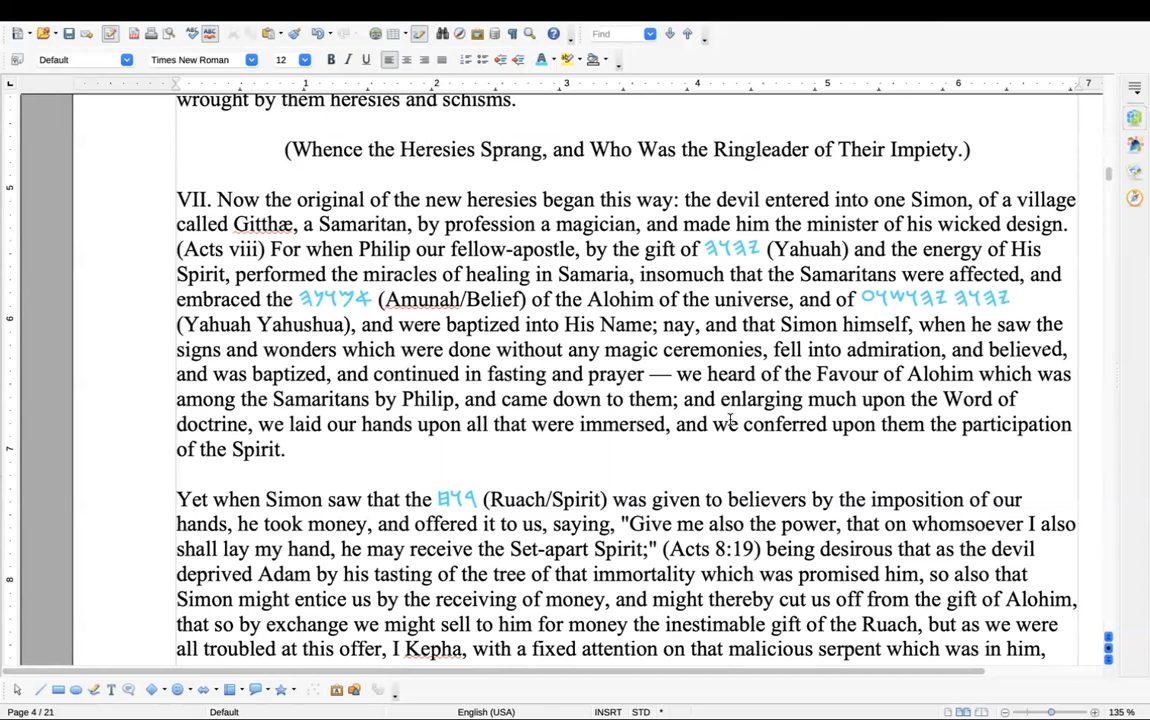 Find
Default
Times New Roman
12
1 2 3 4 5 6 7
wrought by them heresies and schisms.
(Whence the Heresies Sprang, and Who Was the Ringleader of Their Impiety.)
VII. Now the original of the new heresies began this way: the devil entered into one Simon, of a village
called Gitthæ, a Samaritan, by profession a magician, and made him the minister of his wicked design.
(Acts viii) For when Philip our fellow-apostle, by the gift of 𐤄𐤅𐤄𐤉 (Yahuah) and the energy of His
Spirit, performed the miracles of healing in Samaria, insomuch that the Samaritans were affected, and
embraced the (Amunah/Belief) of the Alohim of the universe, and of
(Yahuah Yahushua), and were baptized into His Name; nay, and that Simon himself, when he saw the
signs and wonders which were done without any magic ceremonies, fell into admiration, and believed,
and was baptized, and continued in fasting and prayer — we heard of the Favour of Alohim which was
among the Samaritans by Philip, and came down to them; and enlarging much upon the Word of
doctrine, we laid our hands upon all that were immersed, and we conferred upon them the participation
of the Spirit.
Yet when Simon saw that the (Ruach/Spirit) was given to believers by the imposition of our
hands, he took money, and offered it to us, saying, "Give me also the power, that on whomsoever I also
shall lay my hand, he may receive the Set-apart Spirit;" (Acts 8:19) being desirous that as the devil
deprived Adam by his tasting of the tree of that immortality which was promised him, so also that
Simon might entice us by the receiving of money, and might thereby cut us off from the gift of Alohim,
that so by exchange we might sell to him for money the inestimable gift of the Ruach, but as we were
all troubled at this offer, I Kepha, with a fixed attention on that malicious serpent which was in him,
5
6
7
8
Page 4 / 21
Default
English (USA)
INSRT
STD
*
135 %